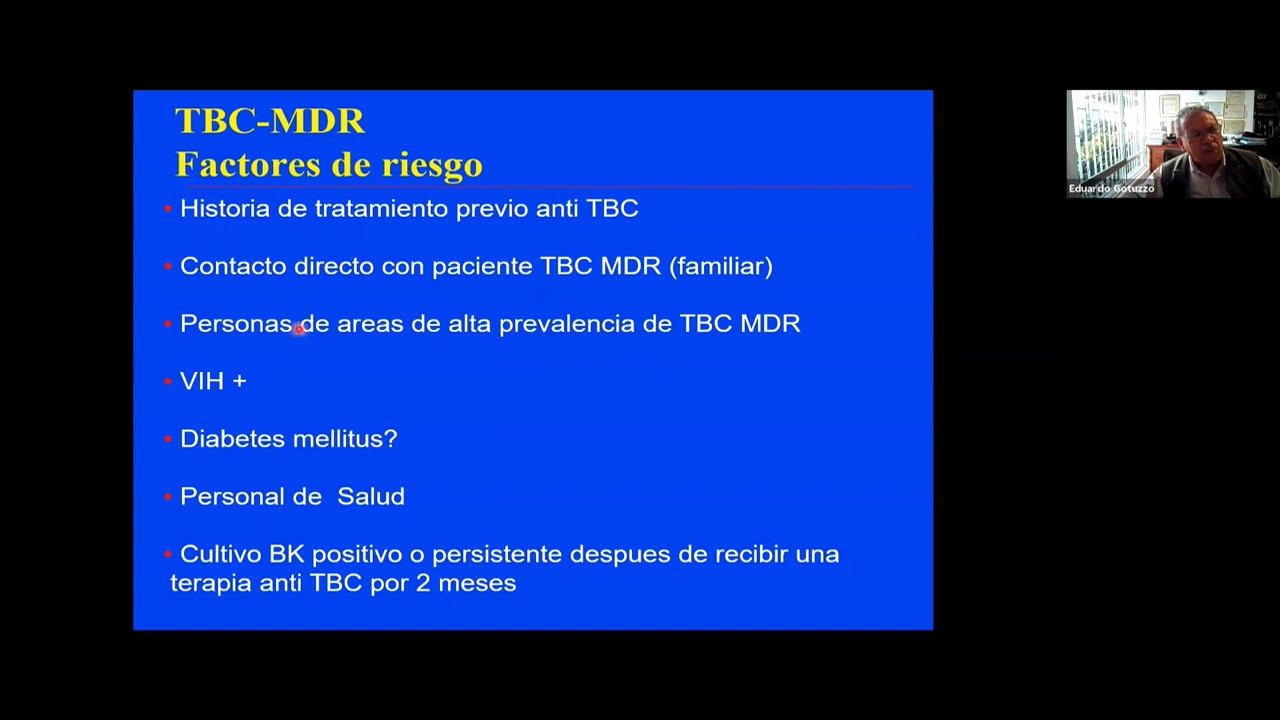 TBC-MDR
Factores de riesgo
• Historia de tratamiento previo anti TBC
• Contacto directo con paciente TBC MDR (familiar)
• Personas de areas de alta prevalencia de TBC MDR
• VIH +
• Diabetes mellitus?
• Personal de  Salud
• Cultivo BK positivo o persistente despues de recibir una
terapia anti TBC por 2 meses
Eduardo Gotuzzo